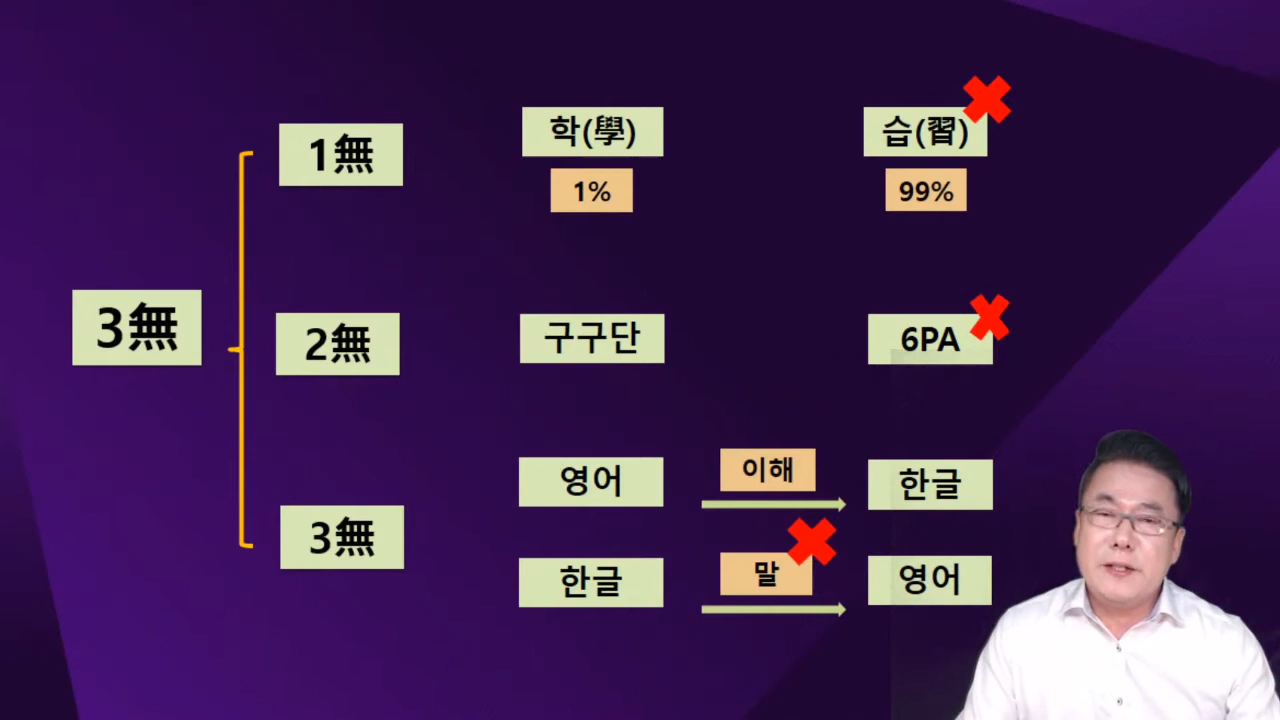 3無
1無
학(學)
습(習)
1%
99%
2無
구구단
6PA
3無
영어
이해
한글
한글
말
영어